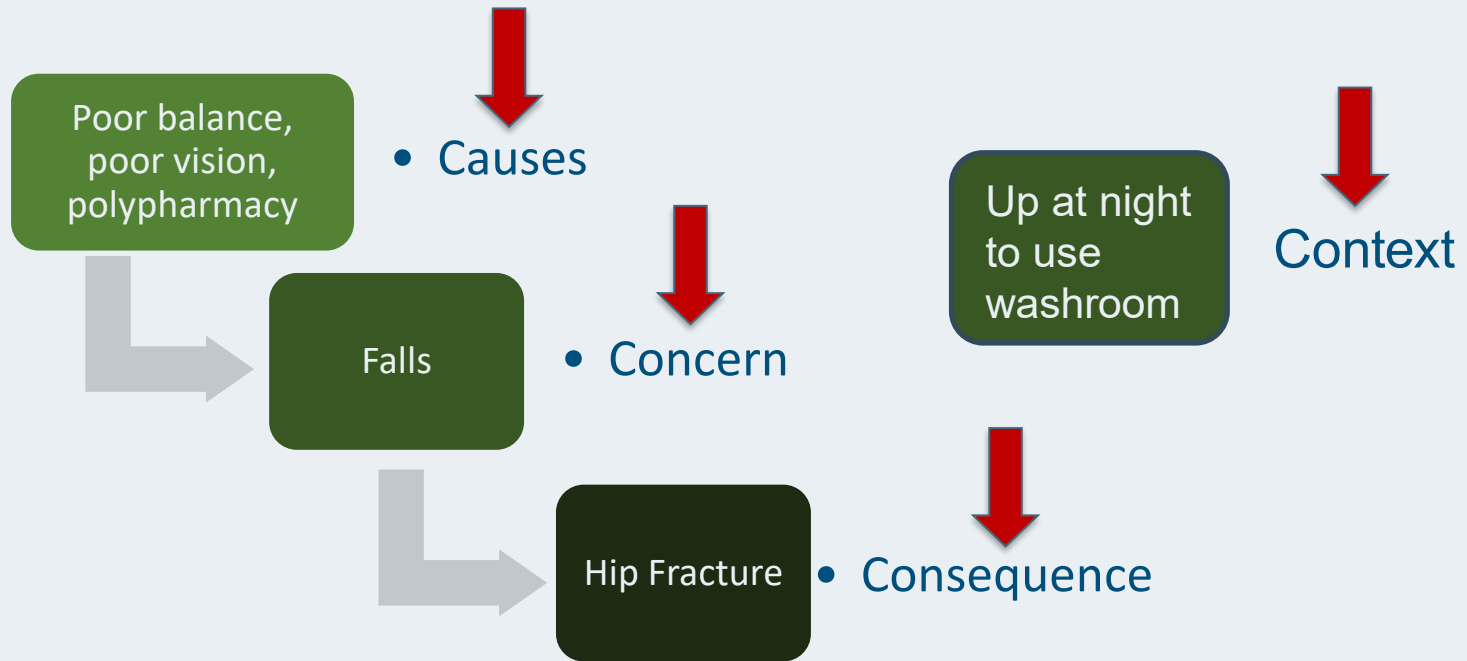 Poor balance,
poor vision,
polypharmacy
• Causes
Falls
• Concern
Hip Fracture
• Consequence
Up at night
to use
washroom
Context